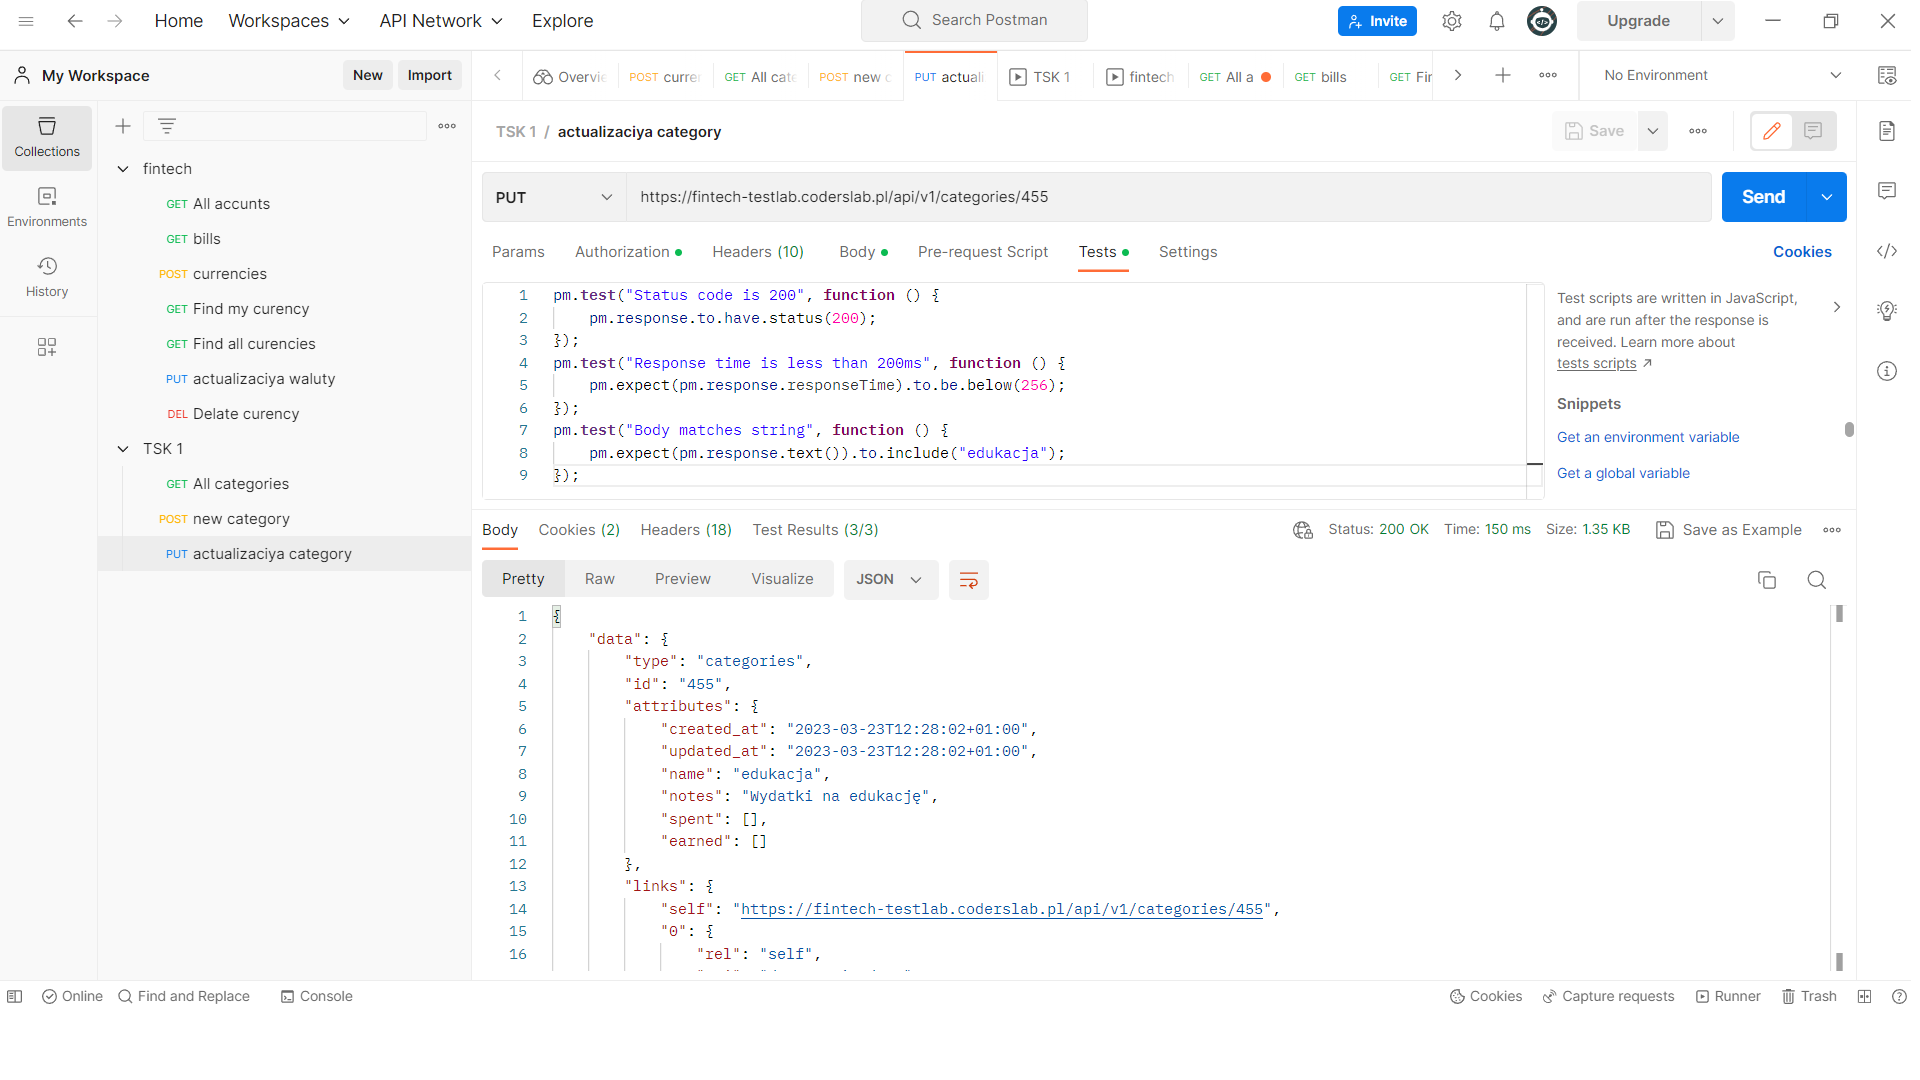 Home Workspaces API Network Explore Search Postman Invite Upgrade
My Workspace New Import Overvie POST curre GET All cate POST new c PUT actuali TSK 1 fintech GET All a GET bills GET Fir No Environment
Collections
Environments
History
fintech
GET All accunts
GET bills
POST currencies
GET Find my curency
GET Find all curencies
PUT actualizaciya waluty
DEL Delate curency
TSK 1
GET All categories
POST new category
PUT actualizaciya category
TSK 1 / actualizaciya category Save
PUT https://fintech-testlab.coderslab.pl/api/v1/categories/455 Send
Params Authorization Headers (10) Body Pre-request Script Tests Settings Cookies
1 pm.test("Status code is 200", function () {
2 pm.response.to.have.status(200);
3 });
4 pm.test("Response time is less than 200ms", function () {
5 pm.expect(pm.response.responseTime).to.be.below(256);
6 });
7 pm.test("Body matches string", function () {
8 pm.expect(pm.response.text()).to.include("edukacja");
9 });
Test scripts are written in JavaScript,
and are run after the response is
received. Learn more about
tests scripts ↗
Snippets
Get an environment variable
Get a global variable
Body Cookies (2) Headers (18) Test Results (3/3) Status: 200 OK Time: 150 ms Size: 1.35 KB Save as Example
Pretty Raw Preview Visualize JSON
1 {
2 "data": {
3 "type": "categories",
4 "id": "455",
5 "attributes": {
6 "created_at": "2023-03-23T12:28:02+01:00",
7 "updated_at": "2023-03-23T12:28:02+01:00",
8 "name": "edukacja",
9 "notes": "Wydatki na edukację",
10 "spent": [],
11 "earned": []
12 },
13 "links": {
14 "self": "https://fintech-testlab.coderslab.pl/api/v1/categories/455",
15 "0": {
16 "rel": "self",
Online Find and Replace Console Cookies Capture requests Runner Trash